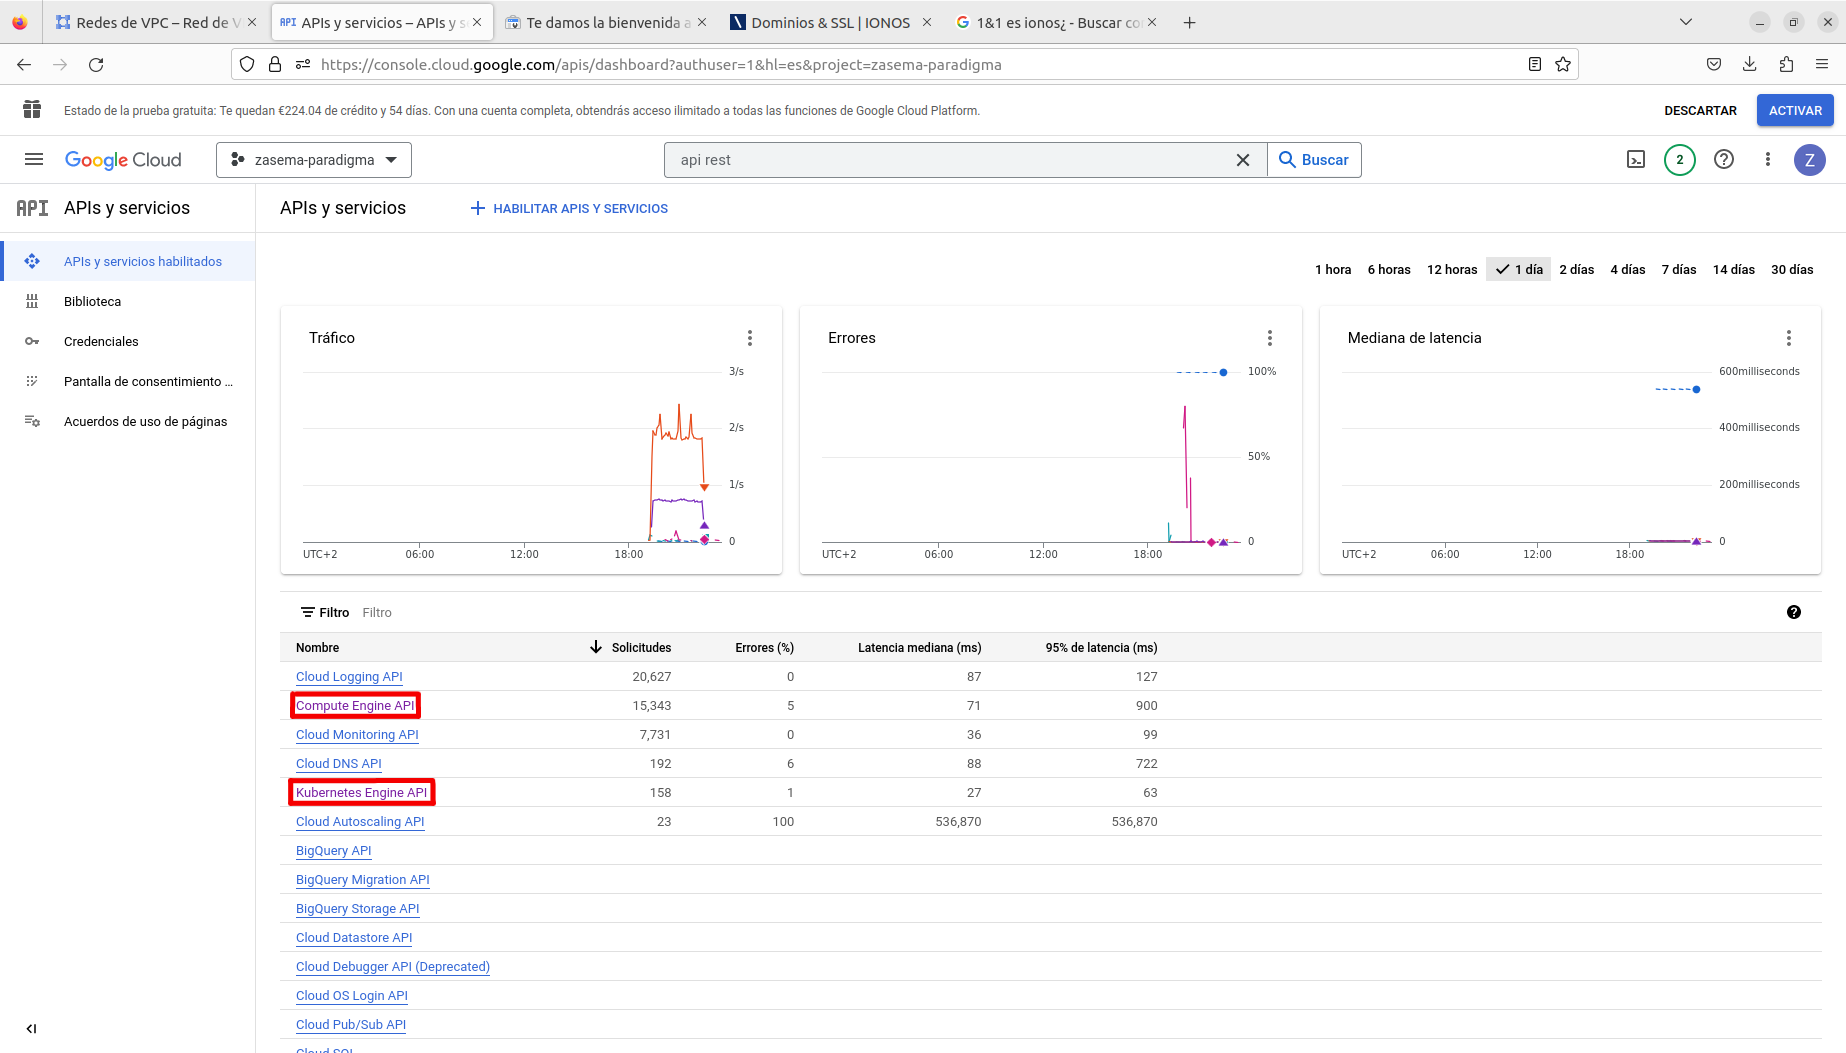 Redes de VPC – Red de V
APIs y servicios – APIs y s
Te damos la bienvenida a
Dominios & SSL | IONOS
1&1 es ionos¿ - Buscar co
https://console.cloud.google.com/apis/dashboard?authuser=1&hl=es&project=zasema-paradigma
Estado de la prueba gratuita: Te quedan €224.04 de crédito y 54 días. Con una cuenta completa, obtendrás acceso ilimitado a todas las funciones de Google Cloud Platform.
DESCARTAR
ACTIVAR
Google Cloud
zasema-paradigma
api rest
Buscar
2
Z
API APIs y servicios
APIs y servicios
HABILITAR APIS Y SERVICIOS
APIs y servicios habilitados
Biblioteca
Credenciales
Pantalla de consentimiento ...
Acuerdos de uso de páginas
1 hora 6 horas 12 horas 1 día 2 días 4 días 7 días 14 días 30 días
Tráfico
3/s
2/s
1/s
0
UTC+2 06:00 12:00 18:00
Errores
100%
50%
0
UTC+2 06:00 12:00 18:00
Mediana de latencia
600milliseconds
400milliseconds
200milliseconds
0
UTC+2 06:00 12:00 18:00
Filtro Filtro
Nombre Solicitudes Errores (%) Latencia mediana (ms) 95% de latencia (ms)
Cloud Logging API 20,627 0 87 127
Compute Engine API 15,343 5 71 900
Cloud Monitoring API 7,731 0 36 99
Cloud DNS API 192 6 88 722
Kubernetes Engine API 158 1 27 63
Cloud Autoscaling API 23 100 536,870 536,870
BigQuery API
BigQuery Migration API
BigQuery Storage API
Cloud Datastore API
Cloud Debugger API (Deprecated)
Cloud OS Login API
Cloud Pub/Sub API
Cloud SQL